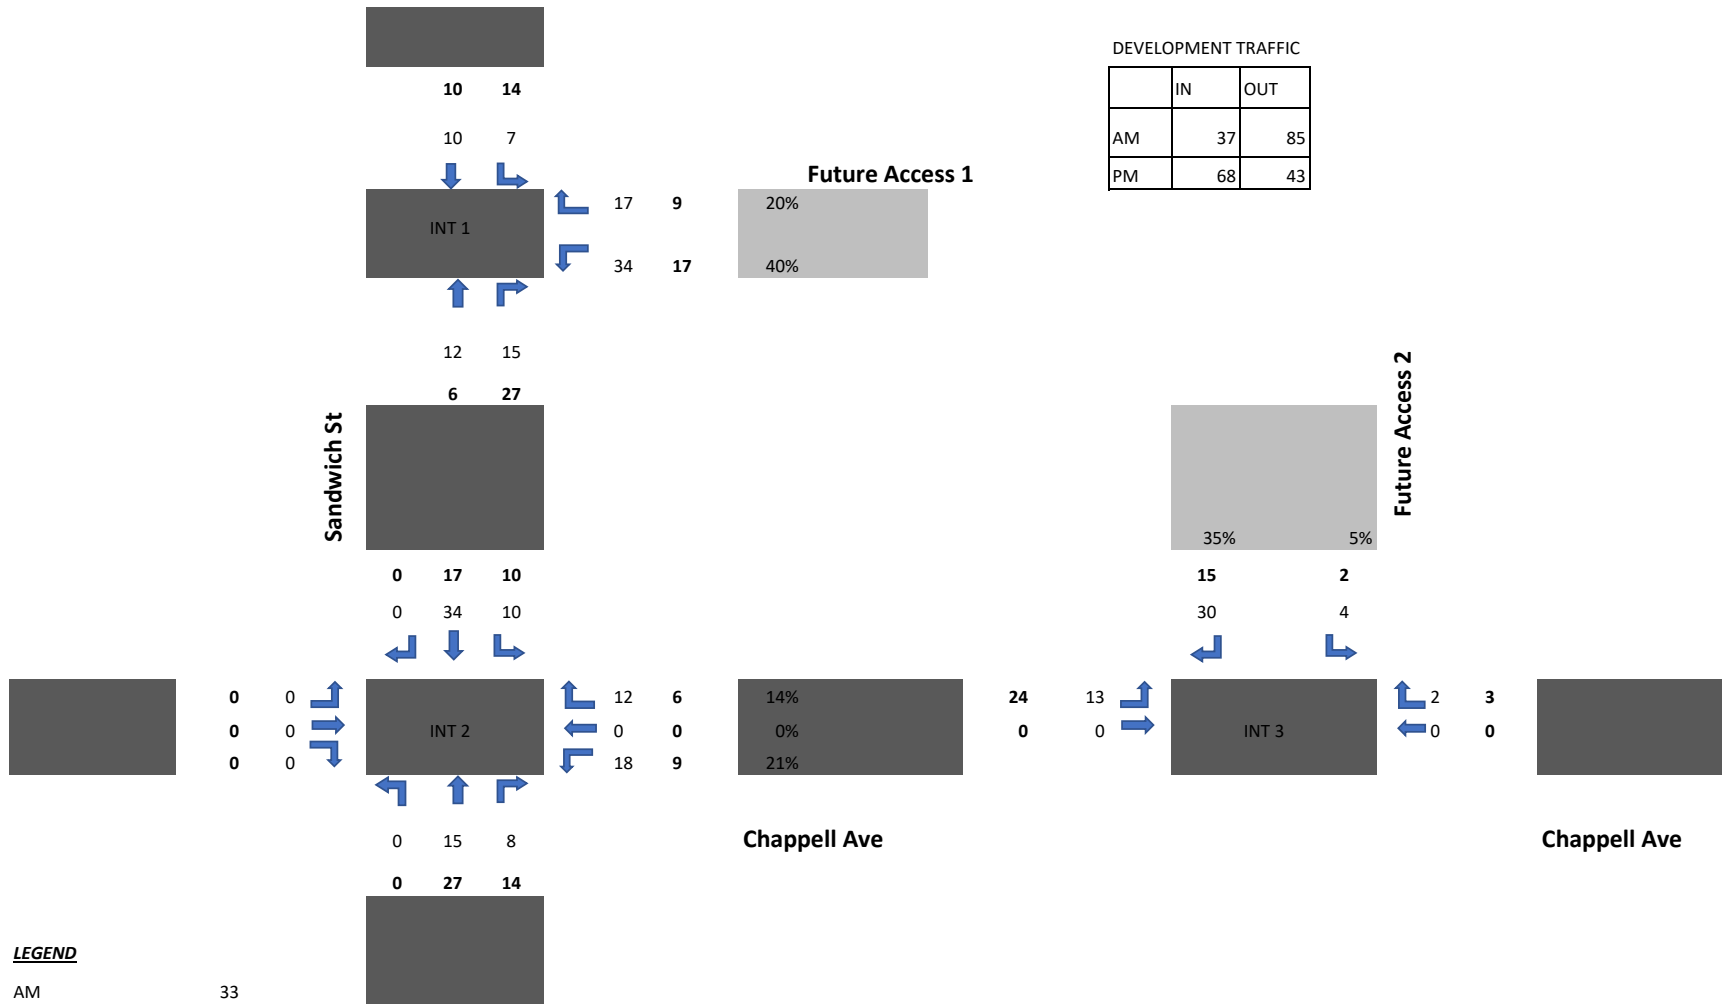 DEVELOPMENT TRAFFIC
IN OUT
AM 37 85
PM 68 43
10 14
10 7
Future Access 1
INT 1
17 9 20%
34 17 40%
12 15
6 27
Sandwich St
Future Access 2
35% 5%
0 17 10
0 34 10
15 2
30 4
0 0 12 6 14% 24 13 2 3
0 0 INT 2 0 0 0% 0 0 INT 3 0 0
0 0 18 9 21%
0 15 8
Chappell Ave
Chappell Ave
0 27 14
LEGEND
AM 33